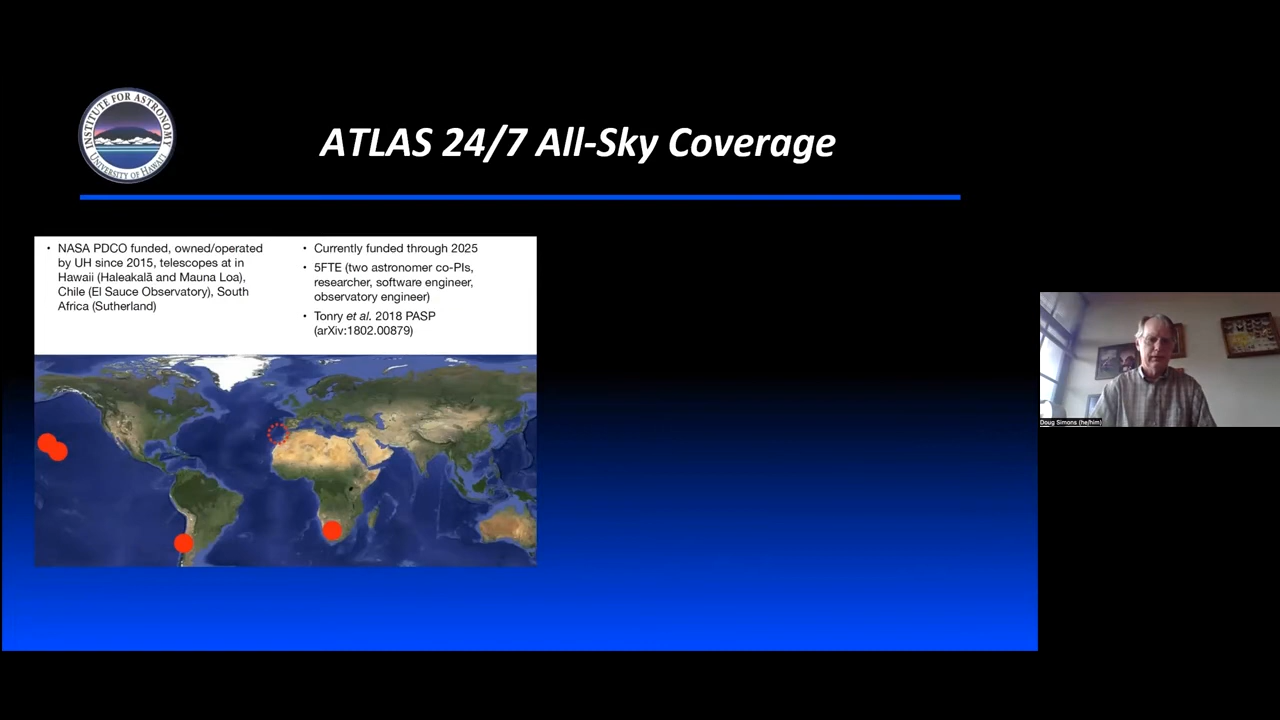 INSTITUTE FOR ASTRONOMY
UNIVERSITY OF HAWAI'I
ATLAS 24/7 All-Sky Coverage
• NASA PDCO funded, owned/operated
by UH since 2015, telescopes at in
Hawaii (Haleakalā and Mauna Loa),
Chile (El Sauce Observatory), South
Africa (Sutherland)
• Currently funded through 2025
• 5FTE (two astronomer co-PIs,
researcher, software engineer,
observatory engineer)
• Tonry et al. 2018 PASP
(arXiv:1802.00879)
Doug Simons (he/him)